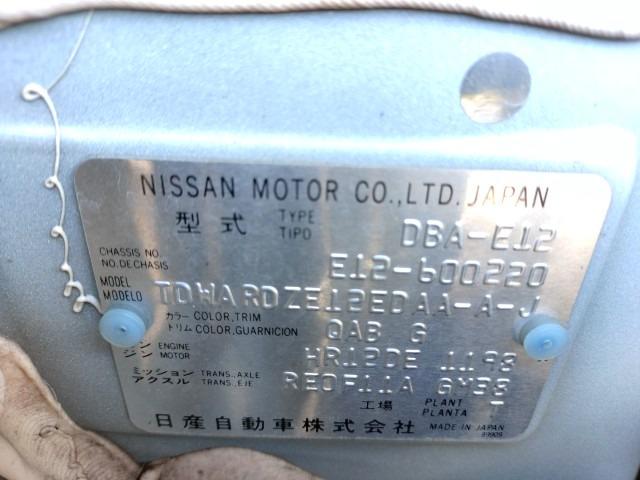 NISSAN MOTOR CO.,LTD. JAPAN
型式 TYPE TIPO DBA-E12
CHASSIS NO. NO.DE CHASIS E12-600220
MODEL MODELO TDWARDZE12EDAA-A-J
カラー COLOR,TRIM
トリム COLOR,GUARNICION QAB G
ン ENGINE
ジン MOTOR HR12DE 1198
ミッション TRANS.,AXLE
アクスル TRANS.,EJE RE0F11A GM38
工場 PLANT PLANTA T
日産自動車株式会社 MADE IN JAPAN